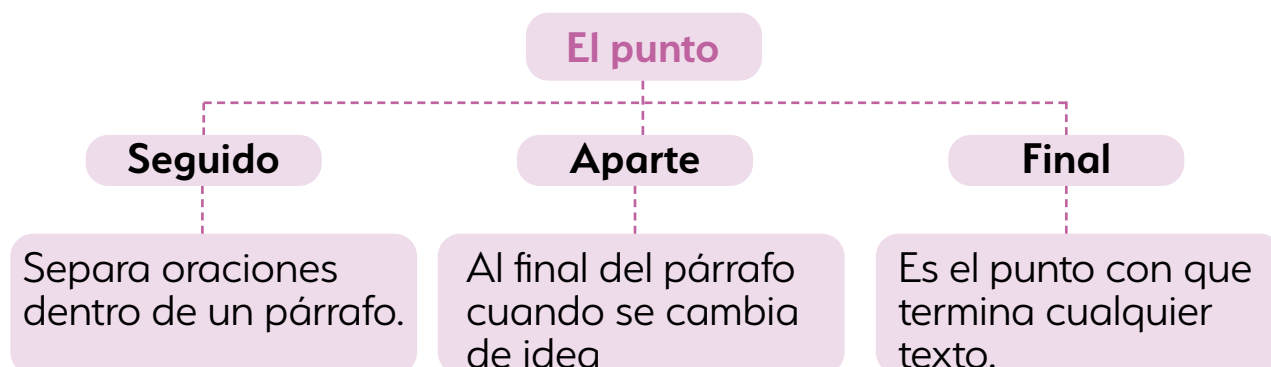 El punto
Seguido
Aparte
Final
Separa oraciones
dentro de un párrafo.
Al final del párrafo
cuando se cambia
de idea
Es el punto con que
termina cualquier
texto.